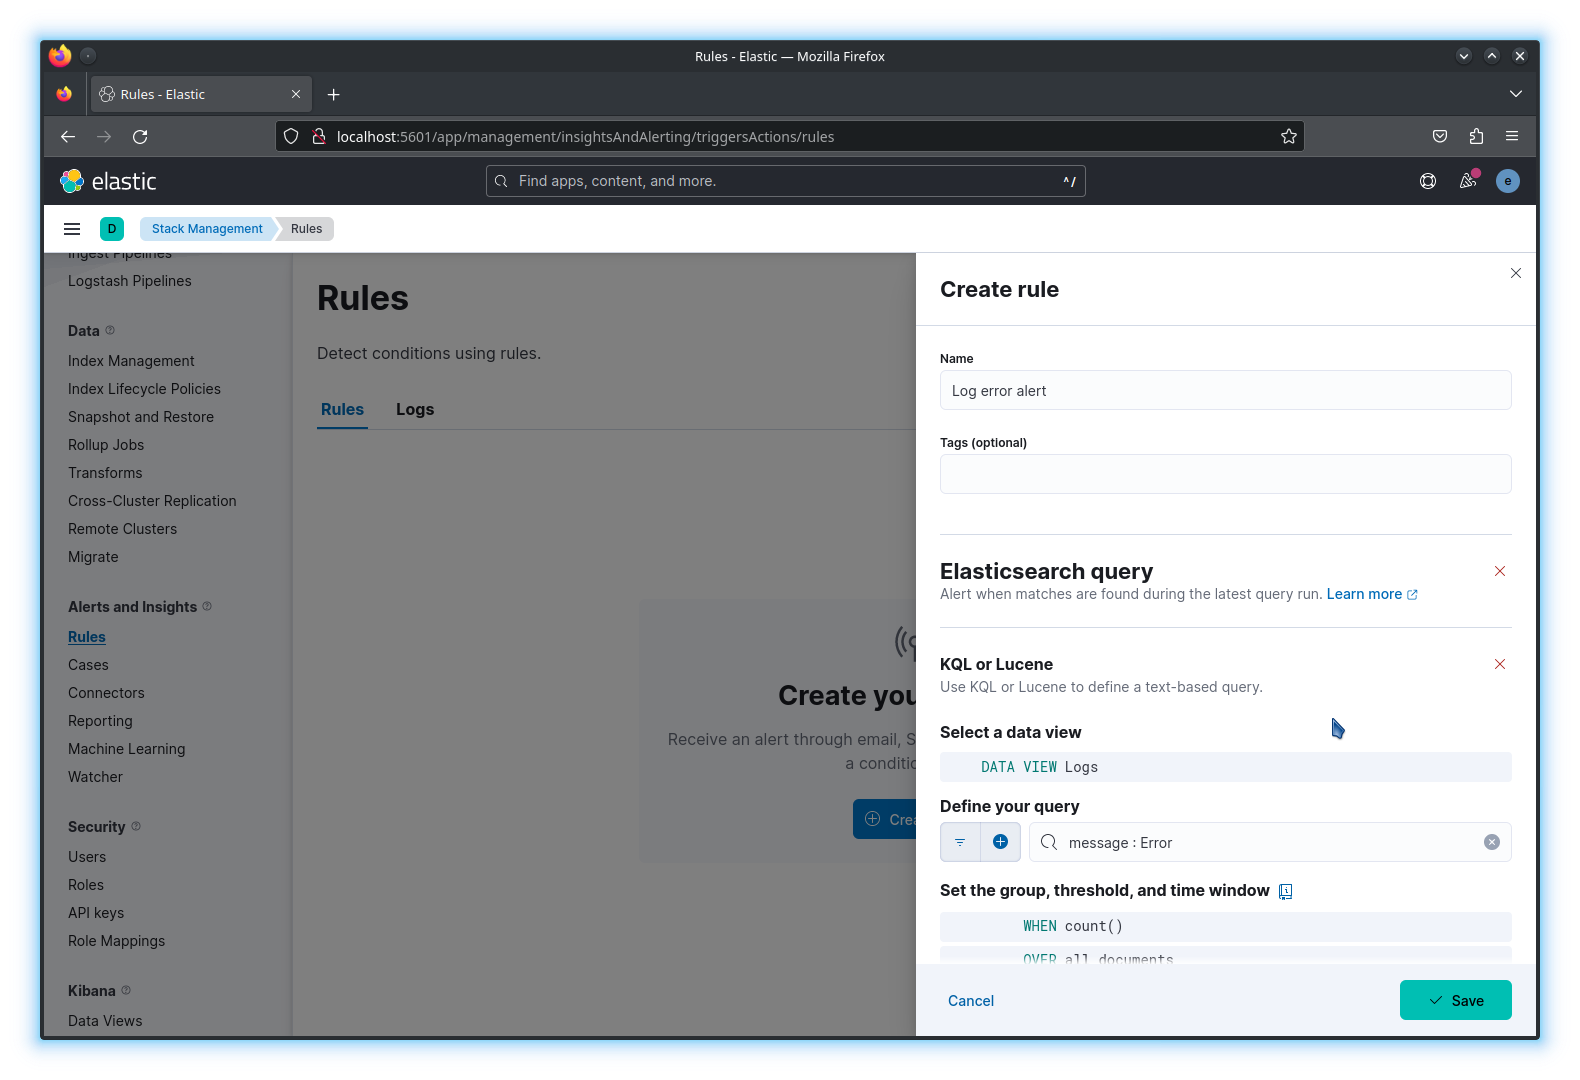 Rules - Elastic — Mozilla Firefox
Rules - Elastic
localhost:5601/app/management/insightsAndAlerting/triggersActions/rules
elastic
Find apps, content, and more.
^/
e
D
Stack Management
Rules
Ingest Pipelines
Logstash Pipelines
Data
Index Management
Index Lifecycle Policies
Snapshot and Restore
Rollup Jobs
Transforms
Cross-Cluster Replication
Remote Clusters
Migrate
Alerts and Insights
Rules
Cases
Connectors
Reporting
Machine Learning
Watcher
Security
Users
Roles
API keys
Role Mappings
Kibana
Data Views
Rules
Detect conditions using rules.
Rules
Logs
Create you
Receive an alert through email, S
a conditio
Crea
Create rule
Name
Log error alert
Tags (optional)
Elasticsearch query
Alert when matches are found during the latest query run. Learn more
KQL or Lucene
Use KQL or Lucene to define a text-based query.
Select a data view
DATA VIEW Logs
Define your query
message : Error
Set the group, threshold, and time window
WHEN count()
OVER all documents
Cancel
Save